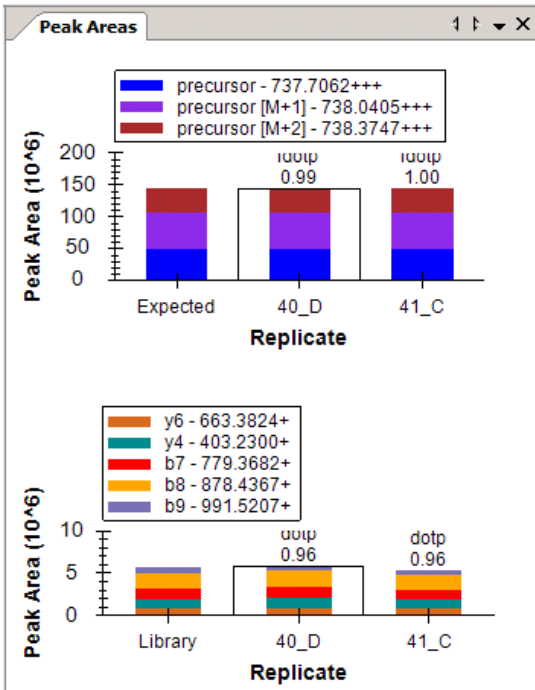 Peak Areas
precursor - 737.7062+++
precursor [M+1] - 738.0405+++
precursor [M+2] - 738.3747+++
Peak Area (10^6)
200
150
100
50
0
idotp
0.99
idotp
1.00
Expected
40_D
41_C
Replicate
y6 - 663.3824+
y4 - 403.2300+
b7 - 779.3682+
b8 - 878.4367+
b9 - 991.5207+
Peak Area (10^6)
10
5
0
dotp
0.96
dotp
0.96
Library
40_D
41_C
Replicate